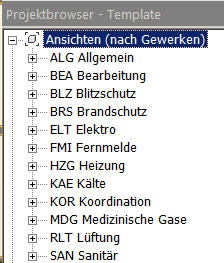 Projektbrowser - Template
Ansichten (nach Gewerken)
ALG Allgemein
BEA Bearbeitung
BLZ Blitzschutz
BRS Brandschutz
ELT Elektro
FMI Fernmelde
HZG Heizung
KAE Kälte
KOR Koordination
MDG Medizinische Gase
RLT Lüftung
SAN Sanitär